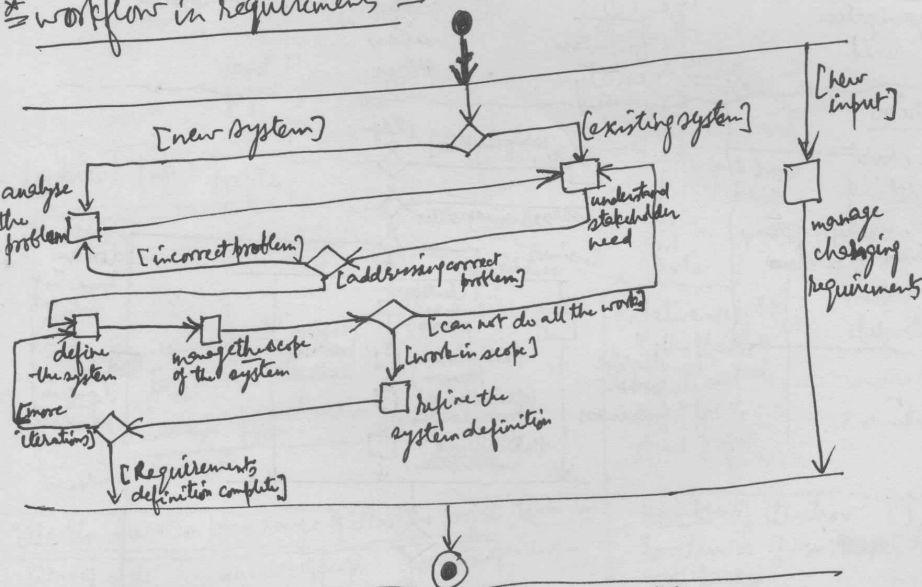 * workflow in requirements -
[new system]
[existing system]
[new
input]
analyse
the
problem
understand
stakeholder
need
manage
changing
requirements
[incorrect problem]
[addressing correct
problem]
[can not do all the work]
define
the system
manage the scope
of the system
[work in scope]
Refine the
system definition
[more
iterations]
[Requirements
definition complete]